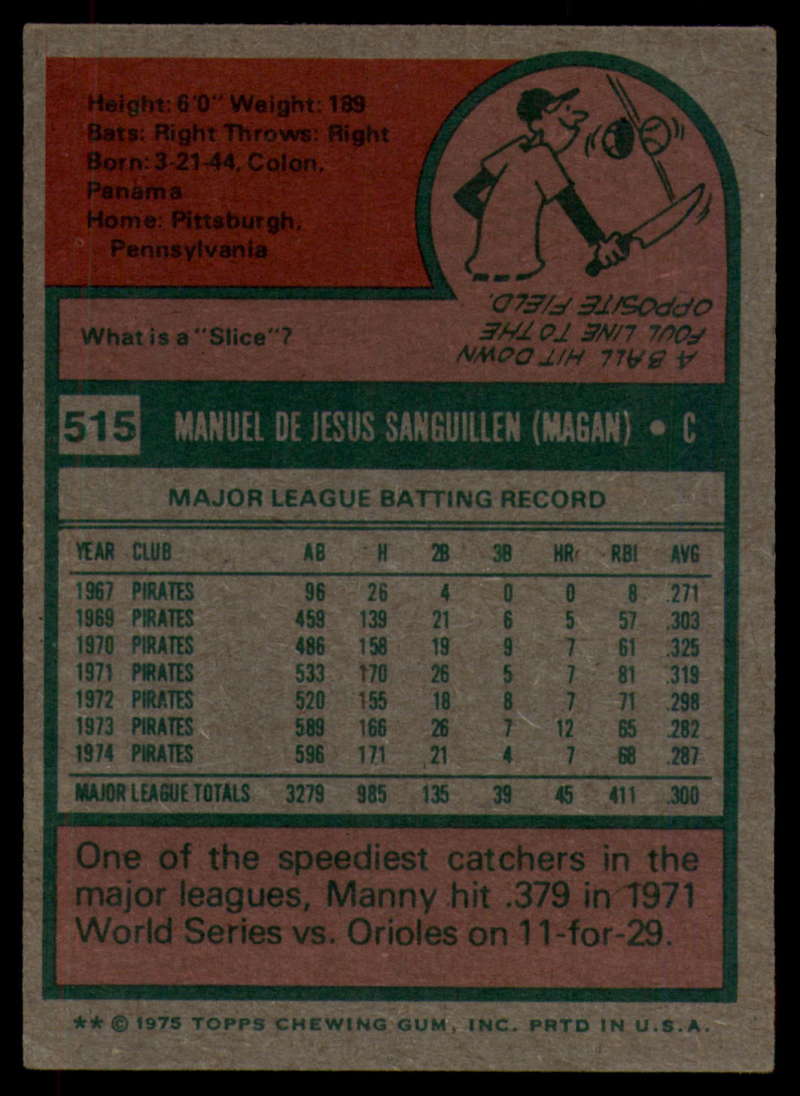 Height: 6'0" Weight: 189
Bats: Right Throws: Right
Born: 3-21-44, Colon,
Panama
Home: Pittsburgh,
Pennsylvania
What is a "Slice"?
A BALL HIT DOWN
FOUL LINE TO THE
OPPOSITE FIELD.
515 MANUEL DE JESUS SANGUILLEN (MAGAN) • C
MAJOR LEAGUE BATTING RECORD
YEAR CLUB AB H 2B 3B HR RBI AVG
1967 PIRATES 96 26 4 0 0 8 .271
1969 PIRATES 459 139 21 6 5 57 .303
1970 PIRATES 486 158 19 9 7 61 .325
1971 PIRATES 533 170 26 5 7 81 .319
1972 PIRATES 520 155 18 8 7 71 .298
1973 PIRATES 589 166 26 7 12 65 .282
1974 PIRATES 596 171 21 4 7 68 .287
MAJOR LEAGUE TOTALS 3279 985 135 39 45 411 .300
One of the speediest catchers in the
major leagues, Manny hit .379 in 1971
World Series vs. Orioles on 11-for-29.
** © 1975 TOPPS CHEWING GUM, INC. PRTD IN U.S.A.